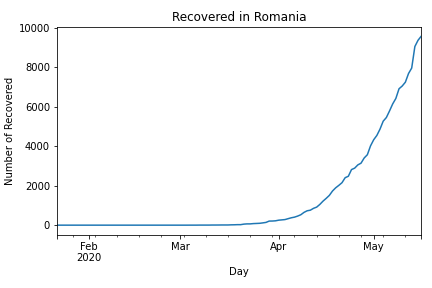 Recovered in Romania
Number of Recovered
10000
8000
6000
4000
2000
0
Feb
2020
Mar
Apr
May
Day